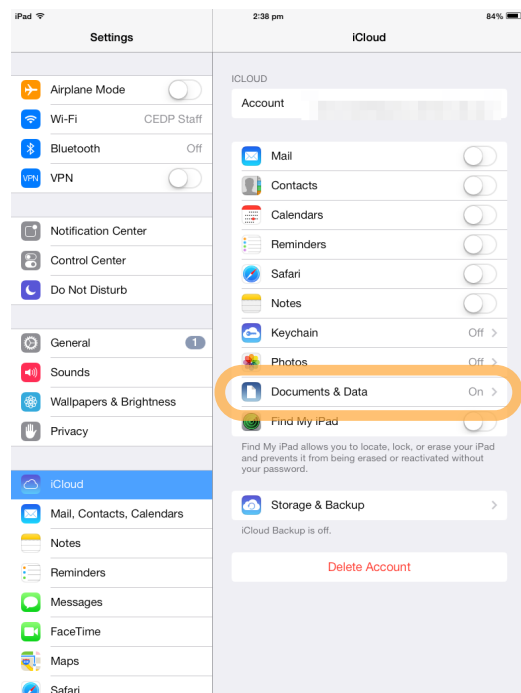 iPad 2:38 pm 84%
Settings
iCloud
Airplane Mode
Wi-Fi CEDP Staff
Bluetooth Off
VPN VPN
Notification Center
Control Center
Do Not Disturb
General 1
Sounds
Wallpapers & Brightness
Privacy
iCloud
Mail, Contacts, Calendars
Notes
Reminders
Messages
FaceTime
Maps
Safari
ICLOUD
Account
Mail
Contacts
Calendars
Reminders
Safari
Notes
Keychain Off
Photos Off
Documents & Data On
Find My iPad
Find My iPad allows you to locate, lock, or erase your iPad
and prevents it from being erased or reactivated without
your password.
Storage & Backup
iCloud Backup is off.
Delete Account